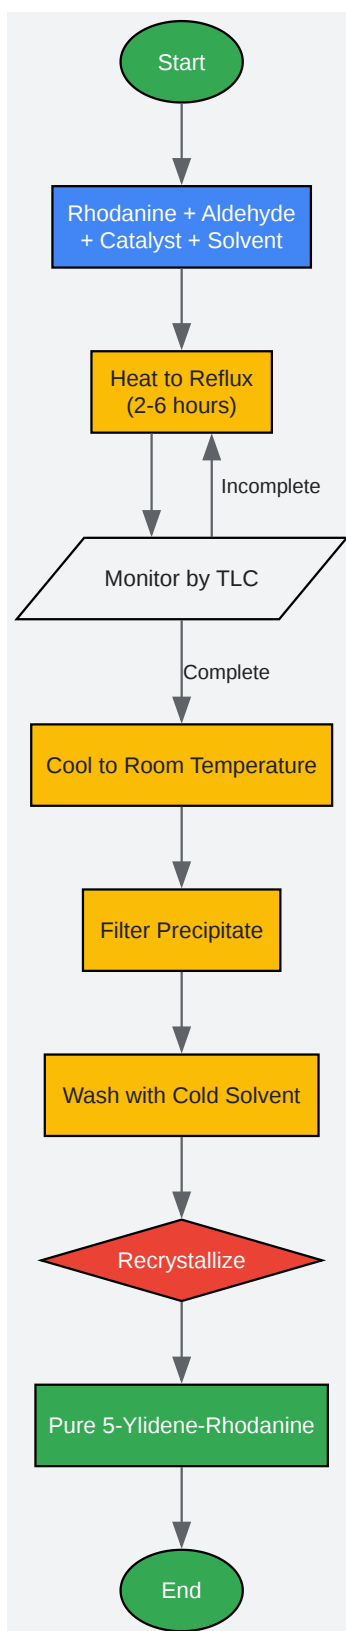 Start
Rhodanine + Aldehyde
+ Catalyst + Solvent
Heat to Reflux
(2-6 hours)
Incomplete
Monitor by TLC
Complete
Cool to Room Temperature
Filter Precipitate
Wash with Cold Solvent
Recrystallize
Pure 5-Ylidene-Rhodanine
End